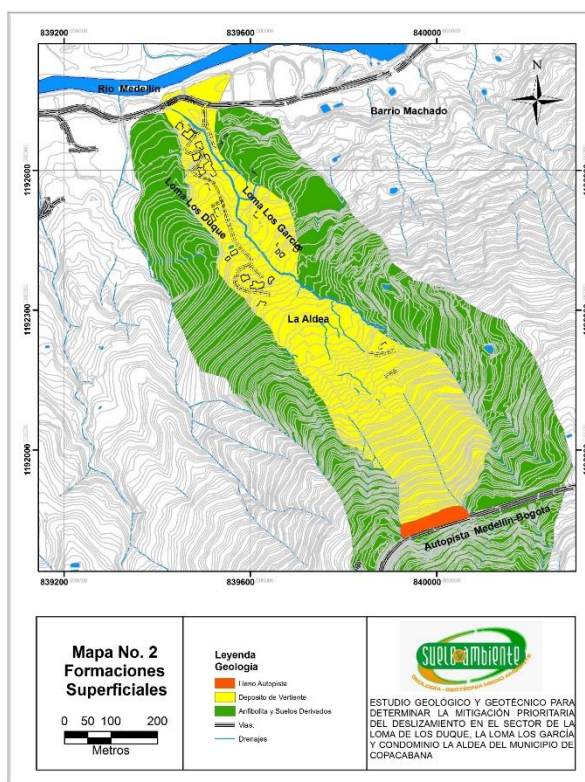 839200
839600
840000
N
Rio Medellin
Barrio Machado
1192600
Loma Los Garcia
Loma Los Duque
1192300
La Aldea
1192000
Autopista Medellin-Bogota
839200
839600
840000
Mapa No. 2
Formaciones
Superficiales
0 50 100 200
Metros
Leyenda
Geologia
Lleno Autopista
Deposito de Vertiente
Anfibolita y Suelos Derivados
Vias.
Drenajes
suelo ambiente
GEOLOGIA - GEOTECNIA MEDIO AMBIENTE
ESTUDIO GEOLÓGICO Y GEOTÉCNICO PARA
DETERMINAR LA MITIGACIÓN PRIORITARIA
DEL DESLIZAMIENTO EN EL SECTOR DE LA
LOMA DE LOS DUQUE, LA LOMA LOS GARCÍA
Y CONDOMINIO LA ALDEA DEL MUNICIPIO DE
COPACABANA